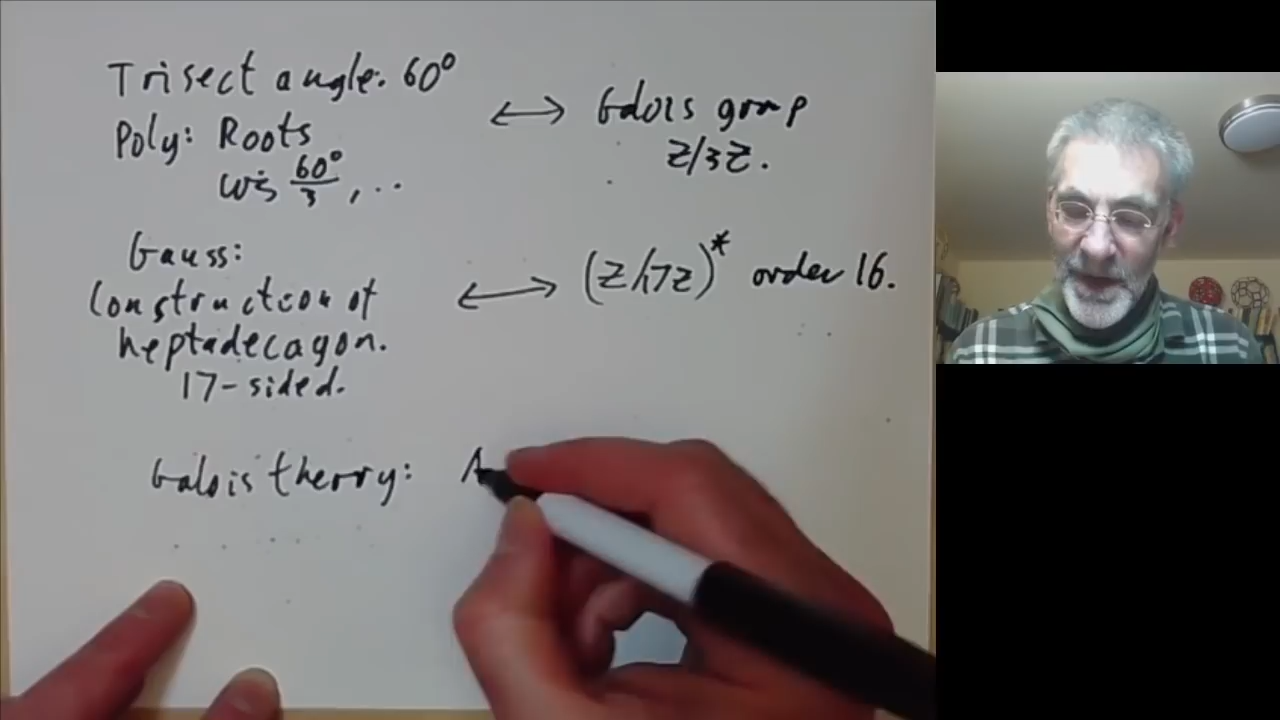 Trisect angle. 60°
Poly: Roots
cos 60°/3, ..
⟷ Galois group
Z/3Z.
Gauss:
Construction of
heptadecagon.
17-sided.
⟷ (Z/17Z)* order 16.
Galois theory: